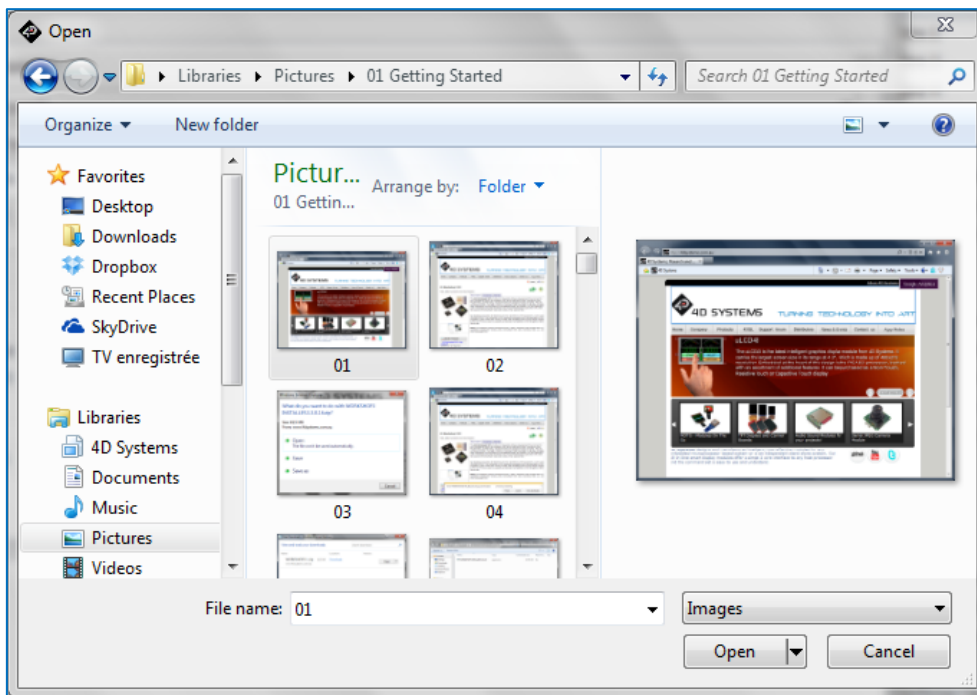 Open
Libraries Pictures 01 Getting Started
Search 01 Getting Started
Organize New folder
Favorites
Desktop
Downloads
Dropbox
Recent Places
SkyDrive
TV enregistrée
Libraries
4D Systems
Documents
Music
Pictures
Videos
Pictur...
01 Gettin...
Arrange by: Folder
01
02
03
04
4D SYSTEMS
TURNING TECHNOLOGY INTO ART
uLCD43
File name: 01
Images
Open
Cancel